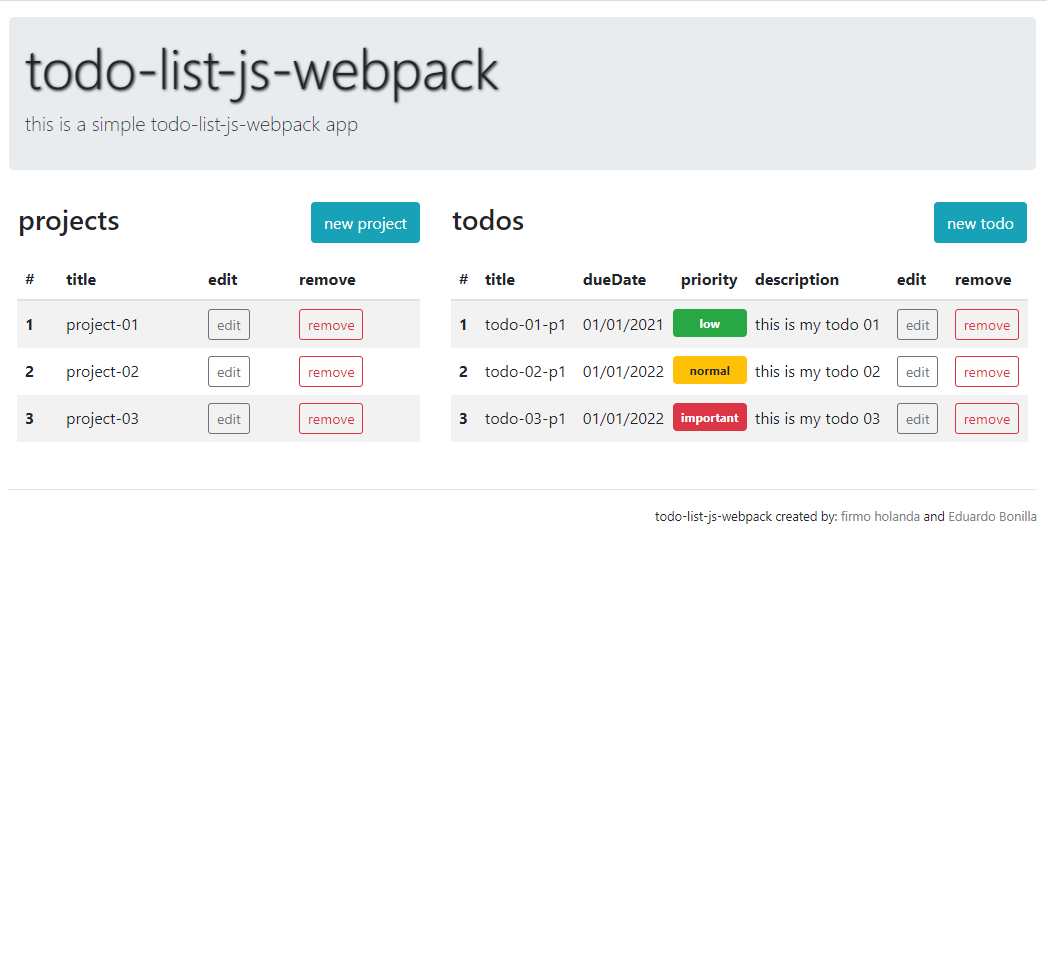 todo-list-js-webpack
this is a simple todo-list-js-webpack app
projects new project
# title edit remove
1 project-01 edit remove
2 project-02 edit remove
3 project-03 edit remove
todos new todo
# title dueDate priority description edit remove
1 todo-01-p1 01/01/2021 low this is my todo 01 edit remove
2 todo-02-p1 01/01/2022 normal this is my todo 02 edit remove
3 todo-03-p1 01/01/2022 important this is my todo 03 edit remove
todo-list-js-webpack created by: firmo holanda and Eduardo Bonilla